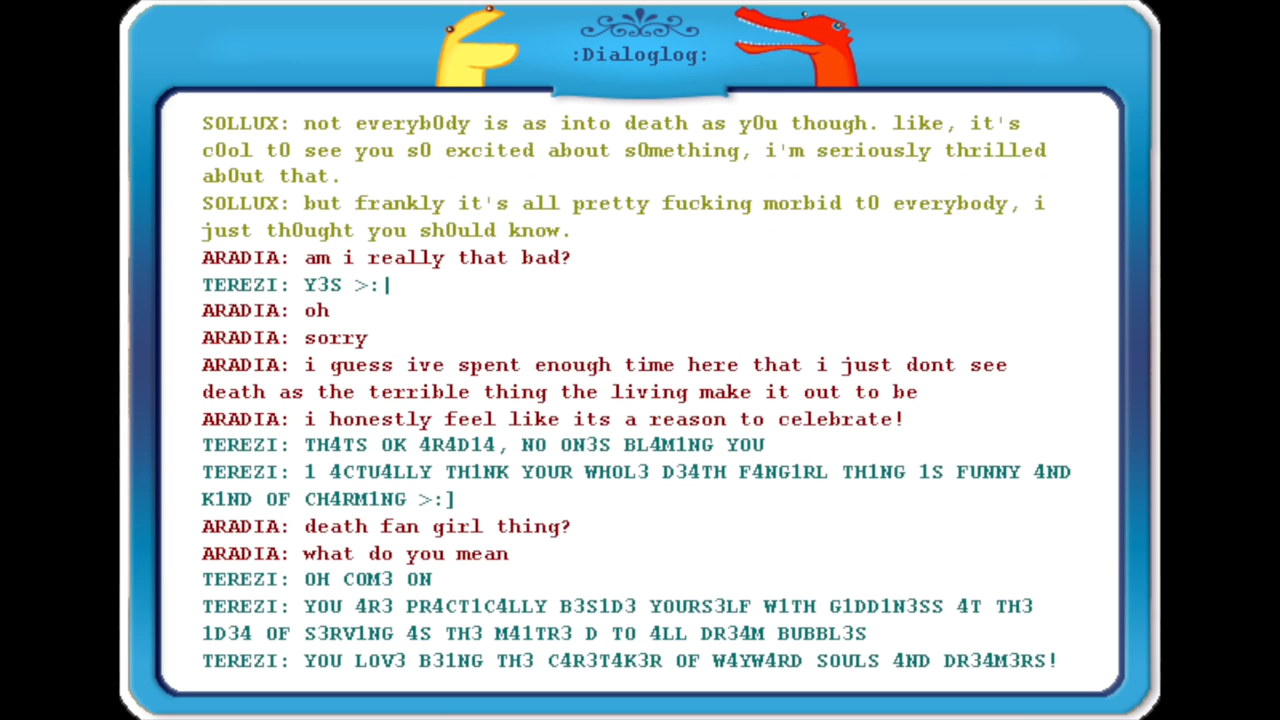 :Dialoglog:
SOLLUX: not everyb0dy is as into death as y0u though. like, it's
c0ol t0 see you s0 excited about s0mething, i'm seriously thrilled
ab0ut that.
SOLLUX: but frankly it's all pretty fucking morbid t0 everybody, i
just th0ught you sh0uld know.
ARADIA: am i really that bad?
TEREZI: Y3S >:|
ARADIA: oh
ARADIA: sorry
ARADIA: i guess ive spent enough time here that i just dont see
death as the terrible thing the living make it out to be
ARADIA: i honestly feel like its a reason to celebrate!
TEREZI: TH4TS OK 4R4D14, NO ON3S BL4M1NG YOU
TEREZI: 1 4CTU4LLY TH1NK YOUR WHOL3 D34TH F4NG1RL TH1NG 1S FUNNY 4ND
K1ND OF CH4RM1NG >:]
ARADIA: death fan girl thing?
ARADIA: what do you mean
TEREZI: OH COM3 ON
TEREZI: YOU 4R3 PR4CT1C4LLY B3S1D3 YOURS3LF W1TH G1DD1N3SS 4T TH3
1D34 OF S3RV1NG 4S TH3 M41TR3 D TO 4LL DR34M BUBBL3S
TEREZI: YOU LOV3 B31NG TH3 C4R3T4K3R OF W4YW4RD SOULS 4ND DR34M3RS!